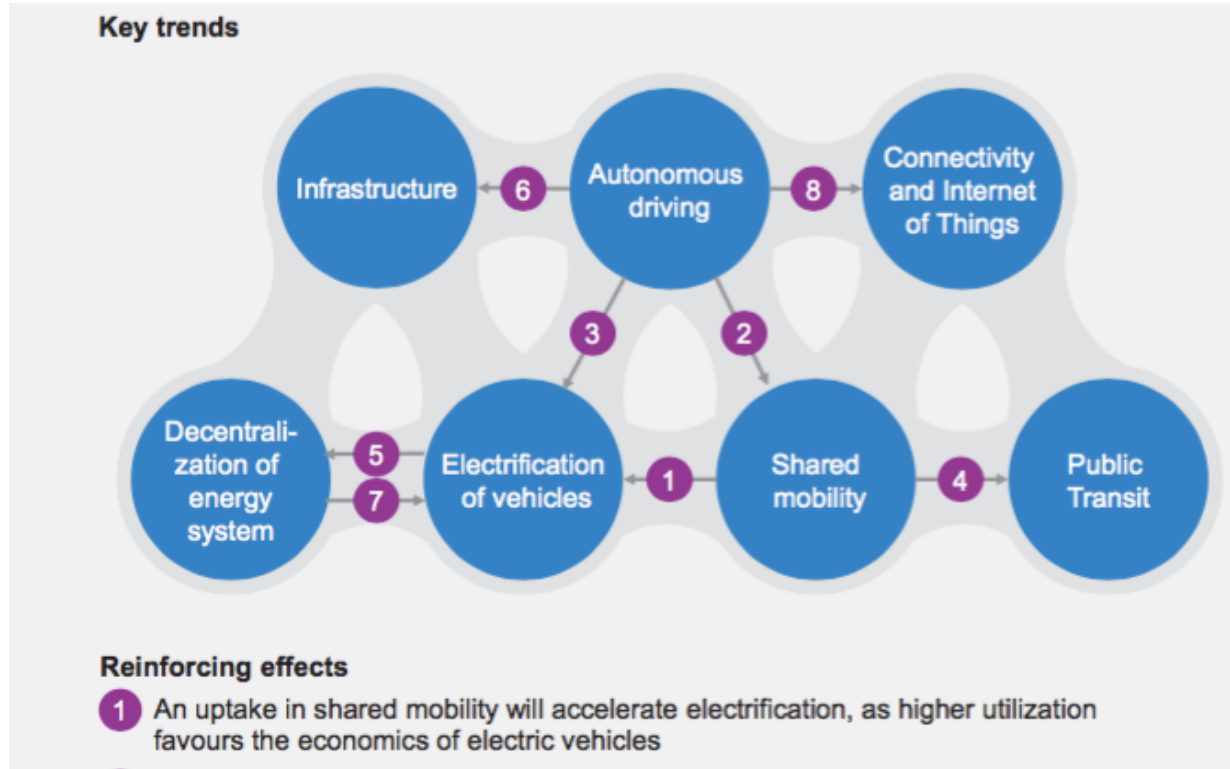 Key trends
Infrastructure
6
Autonomous
driving
8
Connectivity
and Internet
of Things
3
2
Decentrali-
zation of
energy
system
5
7
Electrification
of vehicles
1
Shared
mobility
4
Public
Transit
Reinforcing effects
1 An uptake in shared mobility will accelerate electrification, as higher utilization
favours the economics of electric vehicles